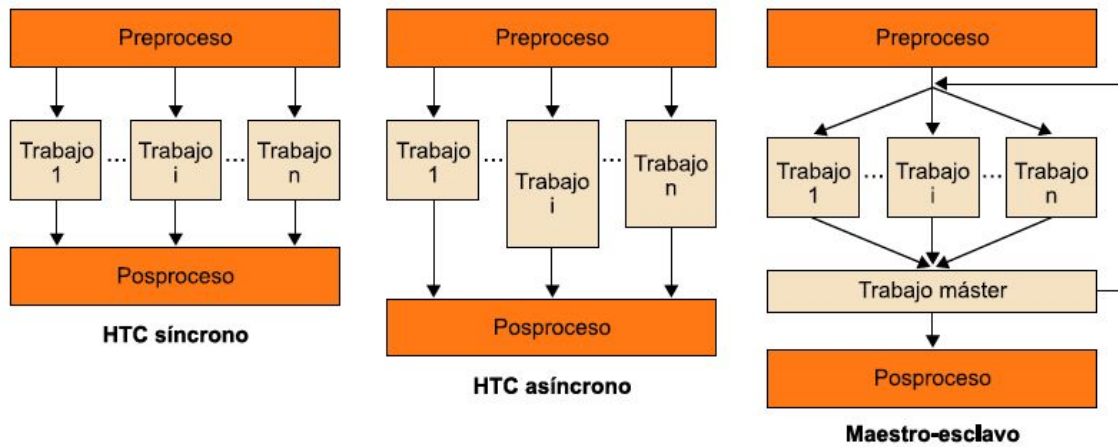 Preproceso
Trabajo
1
...
Trabajo
i
...
Trabajo
n
Posproceso
HTC síncrono
Preproceso
Trabajo
1
...
Trabajo
i
...
Trabajo
n
Posproceso
HTC asíncrono
Preproceso
Trabajo
1
...
Trabajo
i
...
Trabajo
n
Trabajo máster
Posproceso
Maestro-esclavo